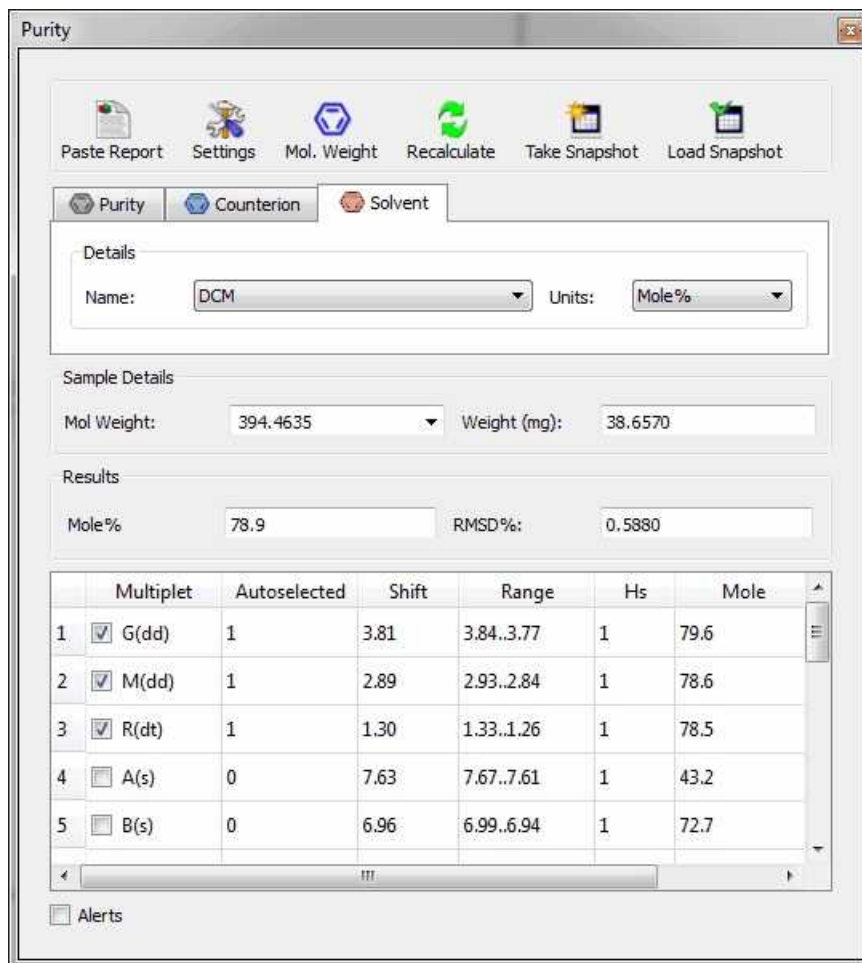 Purity
Paste Report Settings Mol. Weight Recalculate Take Snapshot Load Snapshot
Purity Counterion Solvent
Details
Name: DCM Units: Mole%
Sample Details
Mol Weight: 394.4635 Weight (mg): 38.6570
Results
Mole% 78.9 RMSD%: 0.5880
Multiplet Autoselected Shift Range Hs Mole
1 G(dd) 1 3.81 3.84..3.77 1 79.6
2 M(dd) 1 2.89 2.93..2.84 1 78.6
3 R(dt) 1 1.30 1.33..1.26 1 78.5
4 A(s) 0 7.63 7.67..7.61 1 43.2
5 B(s) 0 6.96 6.99..6.94 1 72.7
Alerts